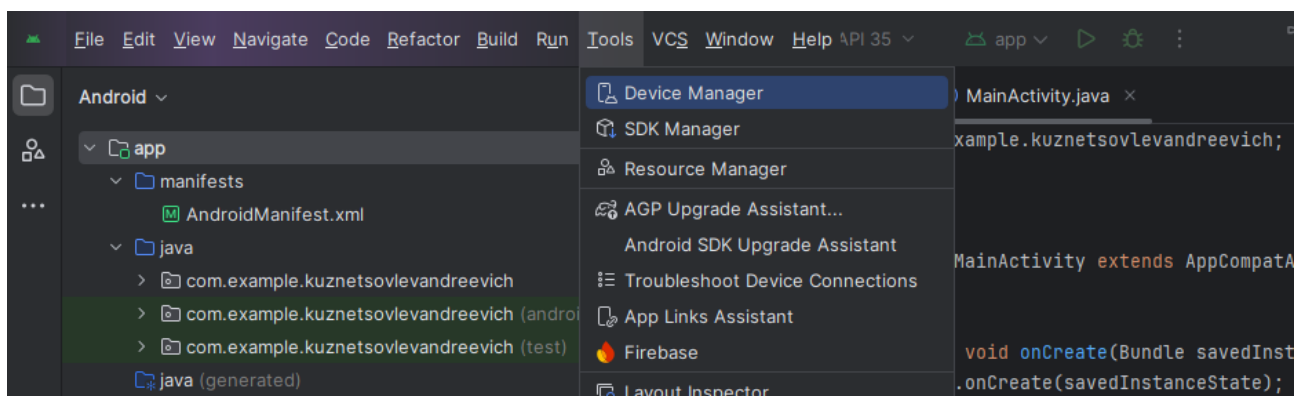 File Edit View Navigate Code Refactor Build Run Tools VCS Window Help API 35 app
Android
app
manifests
AndroidManifest.xml
java
com.example.kuznetsovlevandreevich
com.example.kuznetsovlevandreevich (androi
com.example.kuznetsovlevandreevich (test)
java (generated)
Device Manager
SDK Manager
Resource Manager
AGP Upgrade Assistant...
Android SDK Upgrade Assistant
Troubleshoot Device Connections
App Links Assistant
Firebase
Layout Inspector
MainActivity.java
xample.kuznetsovlevandreevich;
MainActivity extends AppCompatA
void onCreate(Bundle savedInst
.onCreate(savedInstanceState);